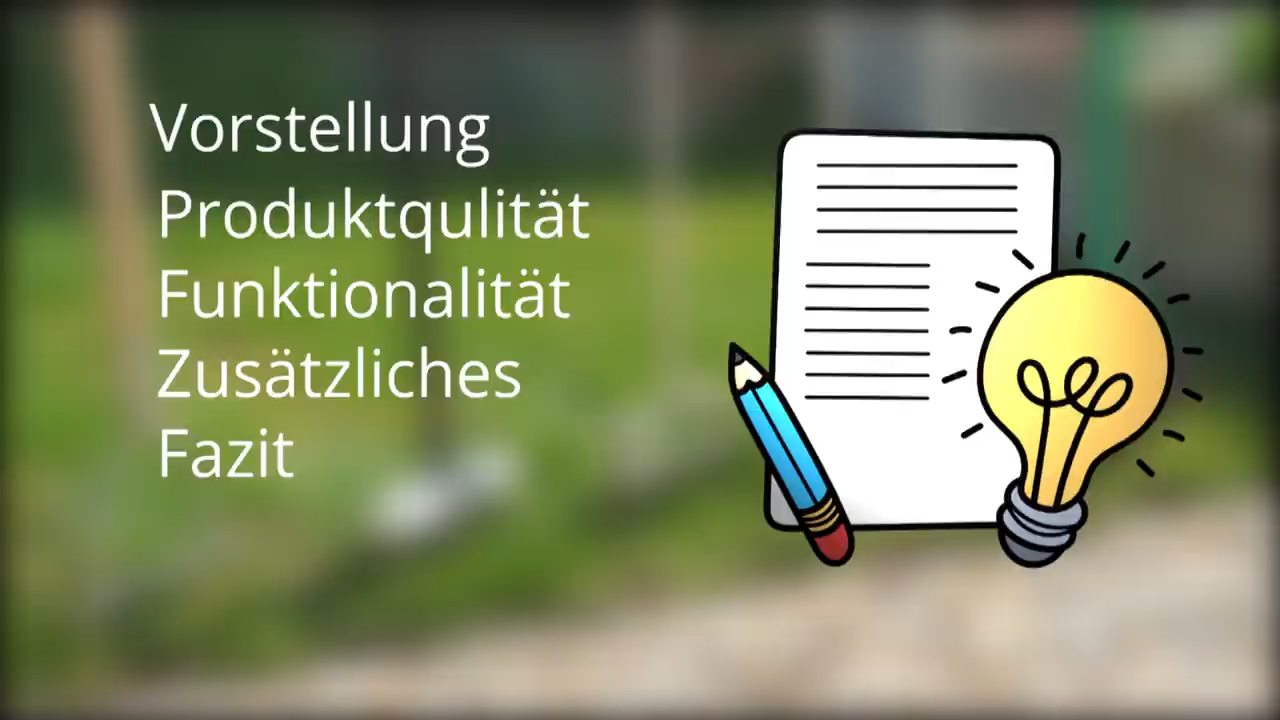 Vorstellung
Produktqulität
Funktionalität
Zusätzliches
Fazit